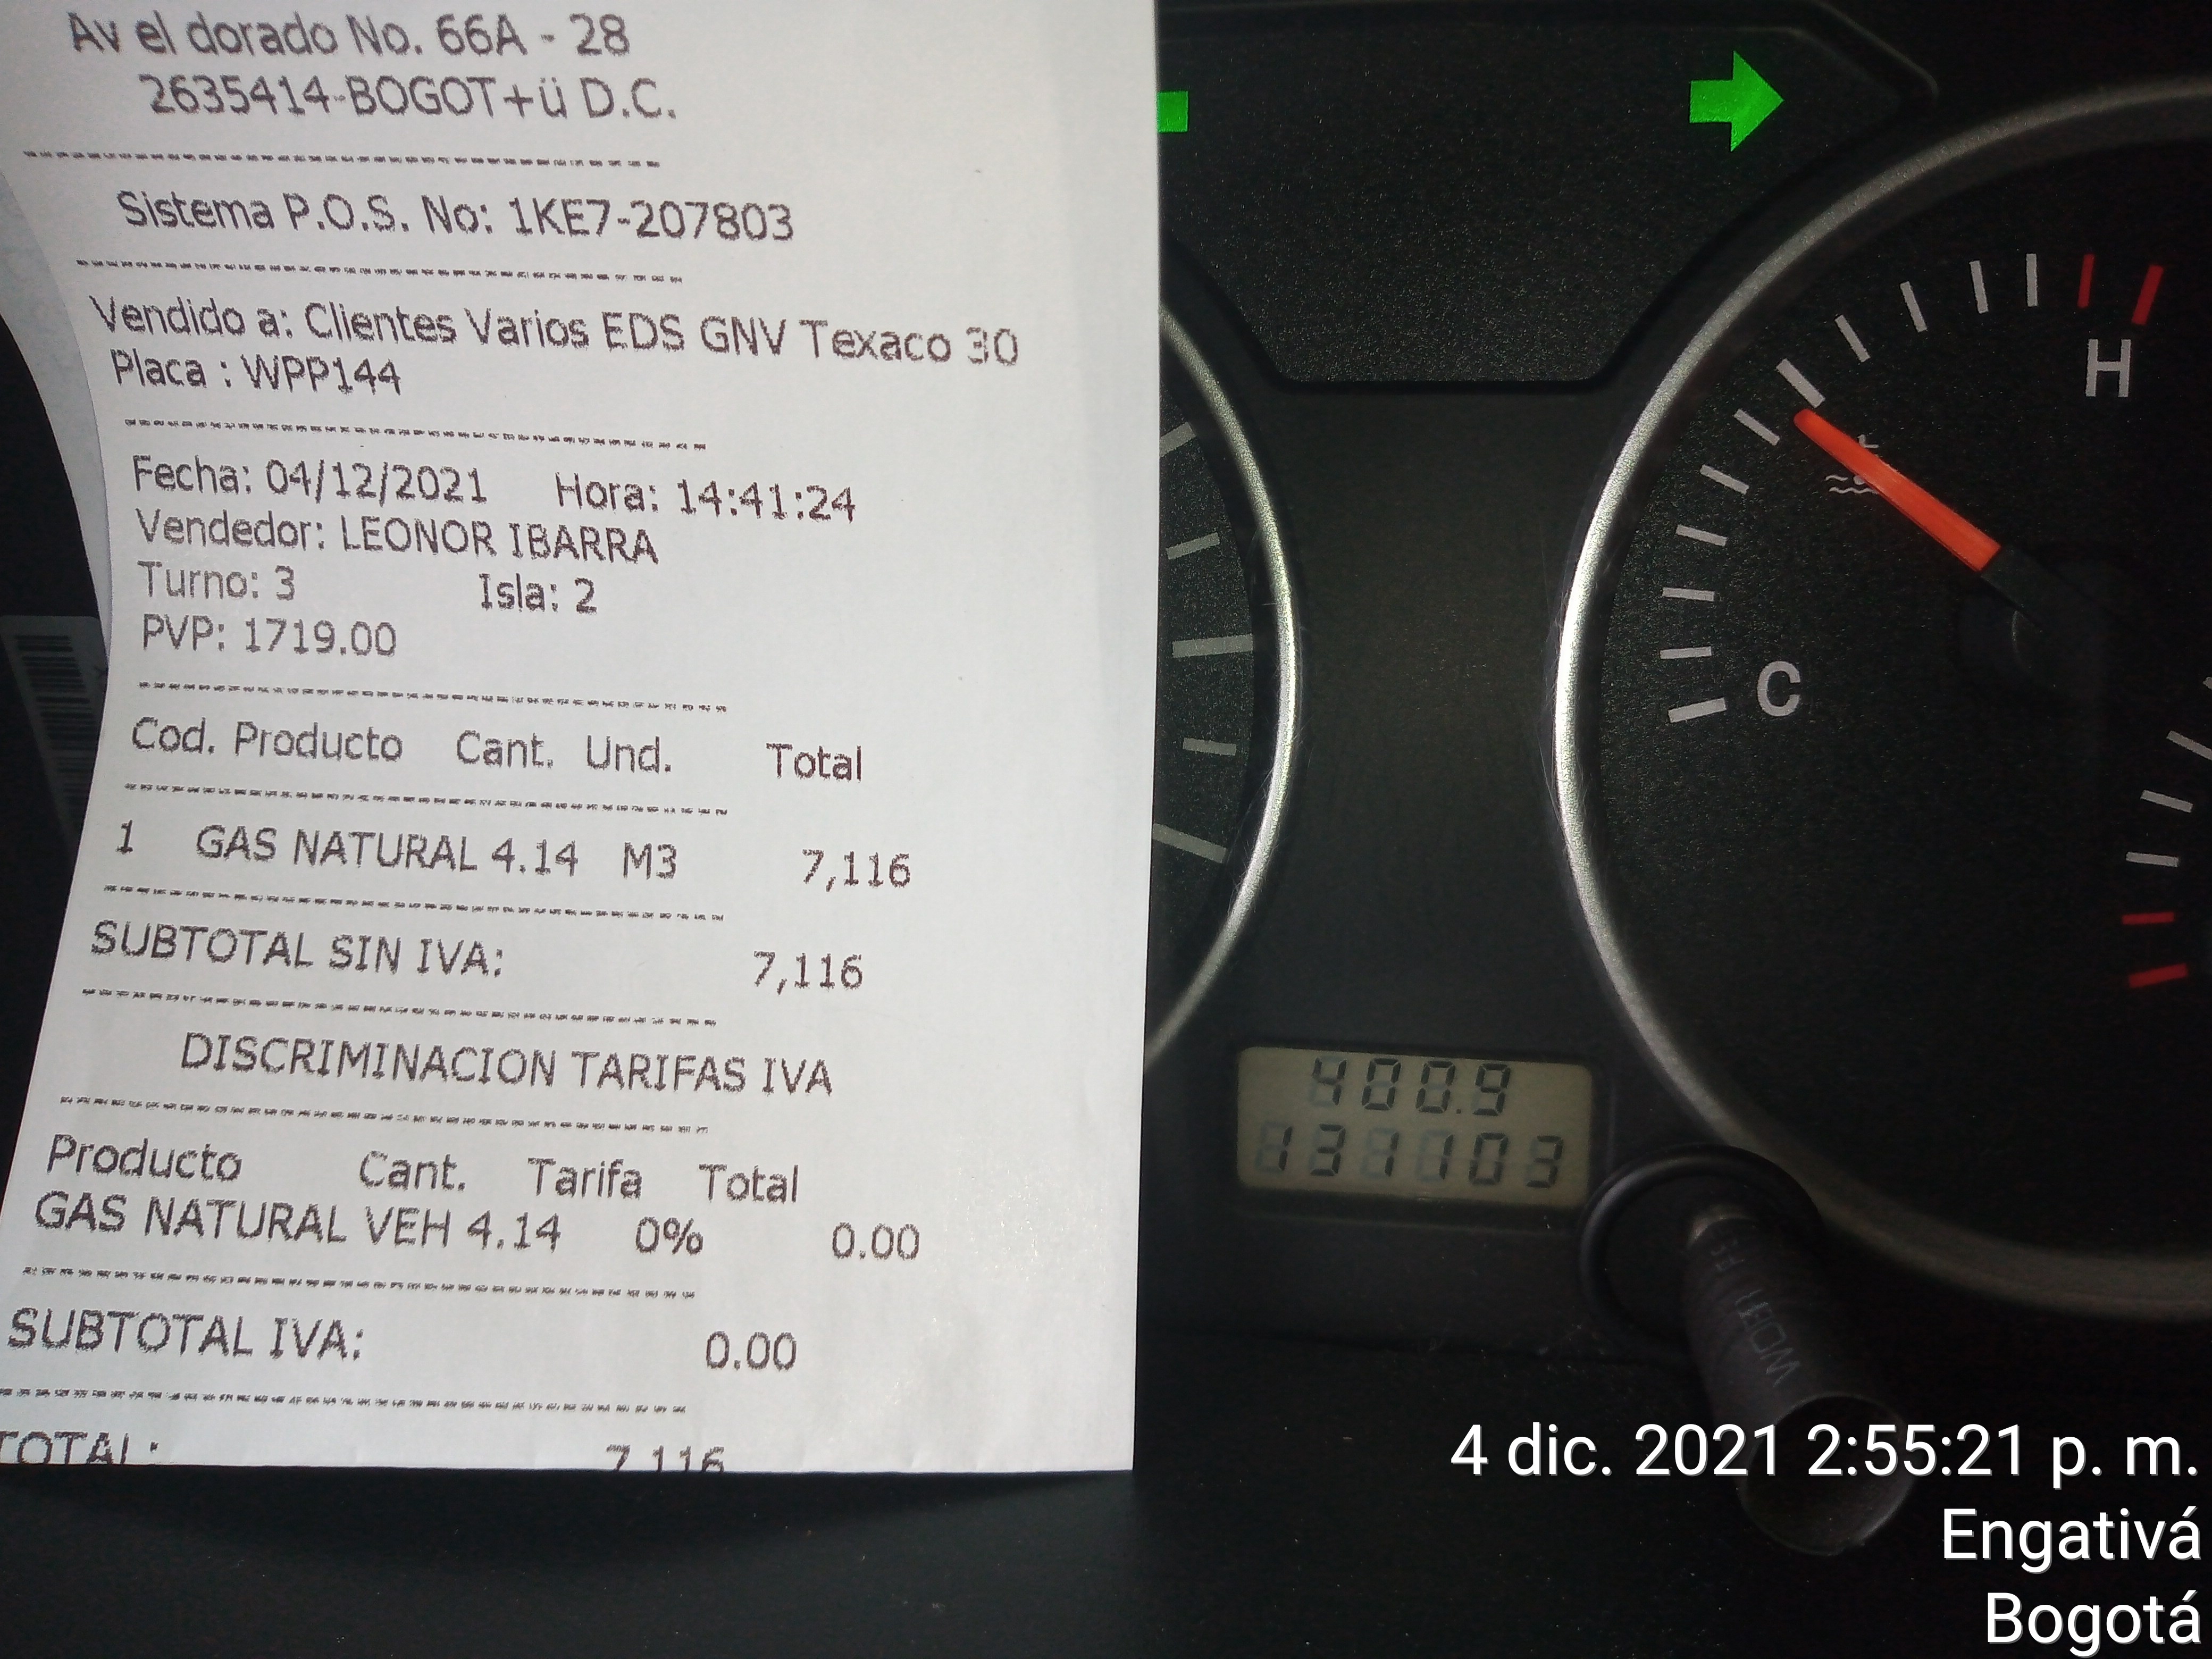 Av el dorado No. 66A - 28
2635414-BOGOT+ü D.C.
Sistema P.O.S. No: 1KE7-207803
Vendido a: Clientes Varios EDS GNV Texaco 30
Placa : WPP144
Fecha: 04/12/2021 Hora: 14:41:24
Vendedor: LEONOR IBARRA
Turno: 3 Isla: 2
PVP: 1719.00
Cod. Producto Cant. Und. Total
1 GAS NATURAL 4.14 M3 7,116
SUBTOTAL SIN IVA: 7,116
DISCRIMINACION TARIFAS IVA
Producto Cant. Tarifa Total
GAS NATURAL VEH 4.14 0% 0.00
SUBTOTAL IVA: 0.00
TOTAL: 7,116
H
C
400.9
131103
4 dic. 2021 2:55:21 p. m.
Engativá
Bogotá